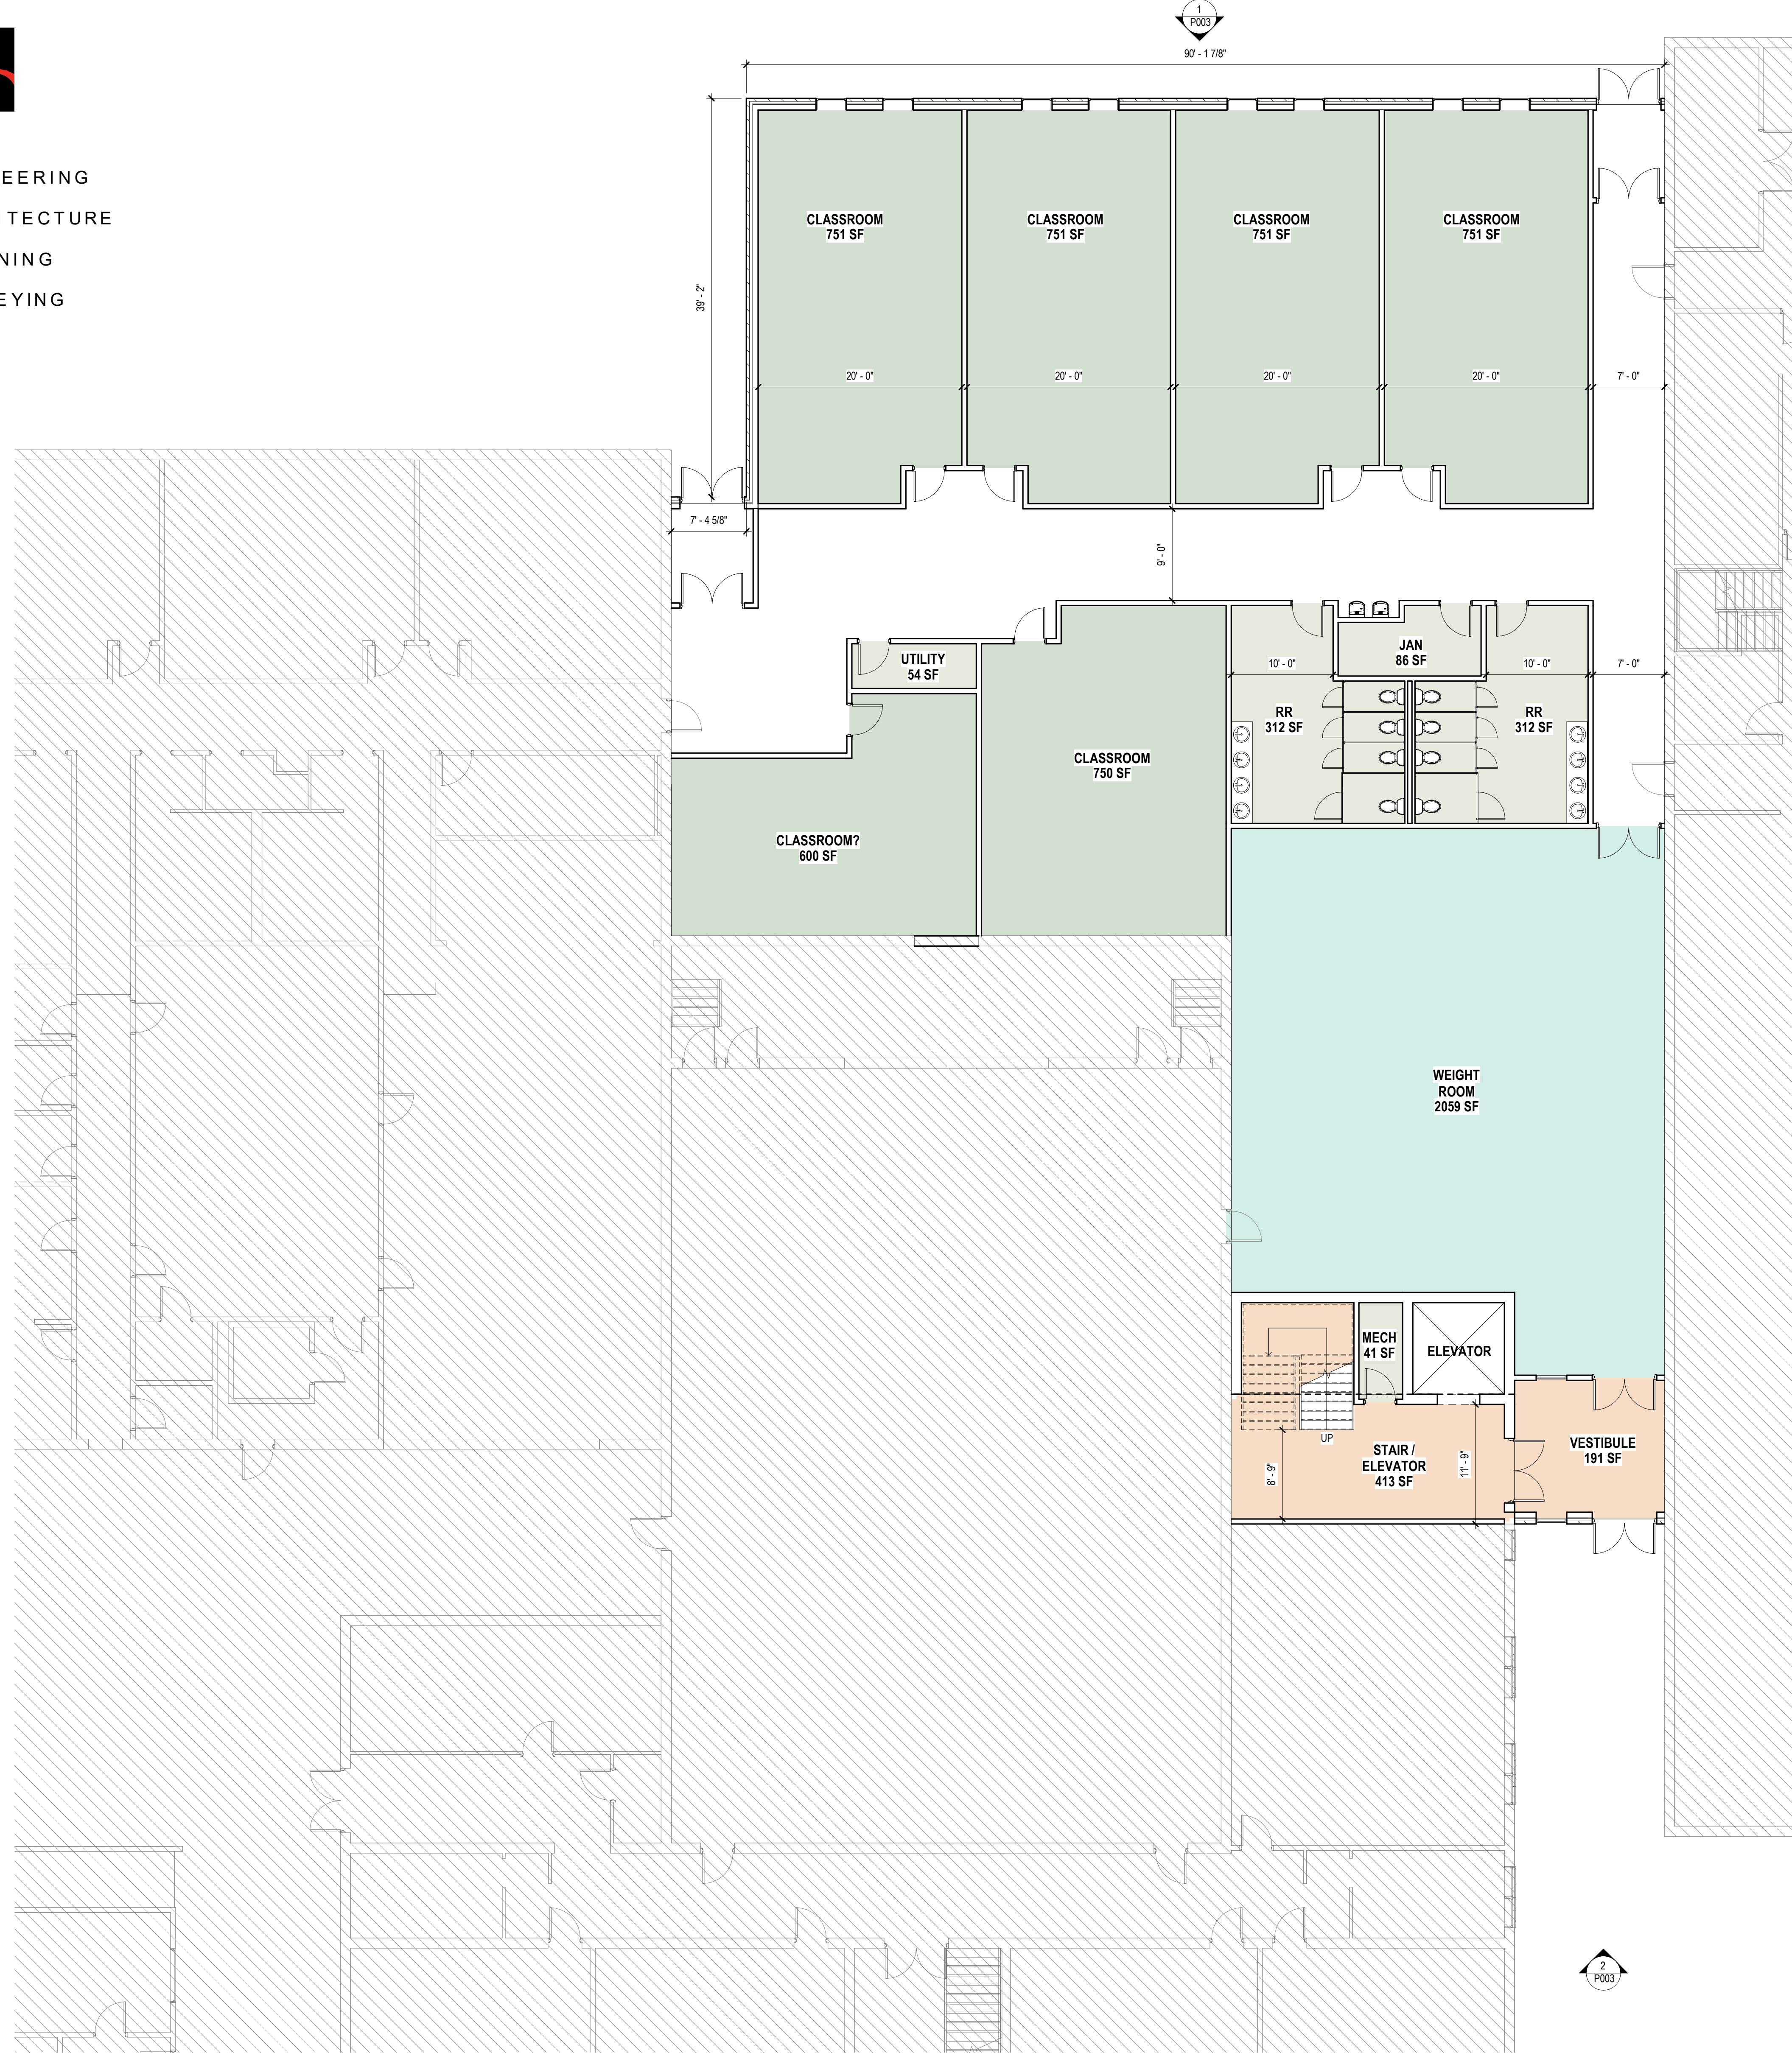 1
P003
90' - 1 7/8"
EERING
TECTURE
NING
EYING
CLASSROOM
751 SF
CLASSROOM
751 SF
CLASSROOM
751 SF
CLASSROOM
751 SF
39' - 2"
20' - 0"
20' - 0"
20' - 0"
20' - 0"
7' - 0"
7' - 4 5/8"
9' - 0"
UTILITY
54 SF
JAN
86 SF
10' - 0"
10' - 0"
7' - 0"
RR
312 SF
RR
312 SF
CLASSROOM
750 SF
CLASSROOM?
600 SF
WEIGHT
ROOM
2059 SF
MECH
41 SF
ELEVATOR
UP
STAIR /
ELEVATOR
413 SF
8' - 9"
11' - 9"
VESTIBULE
191 SF
2
P003